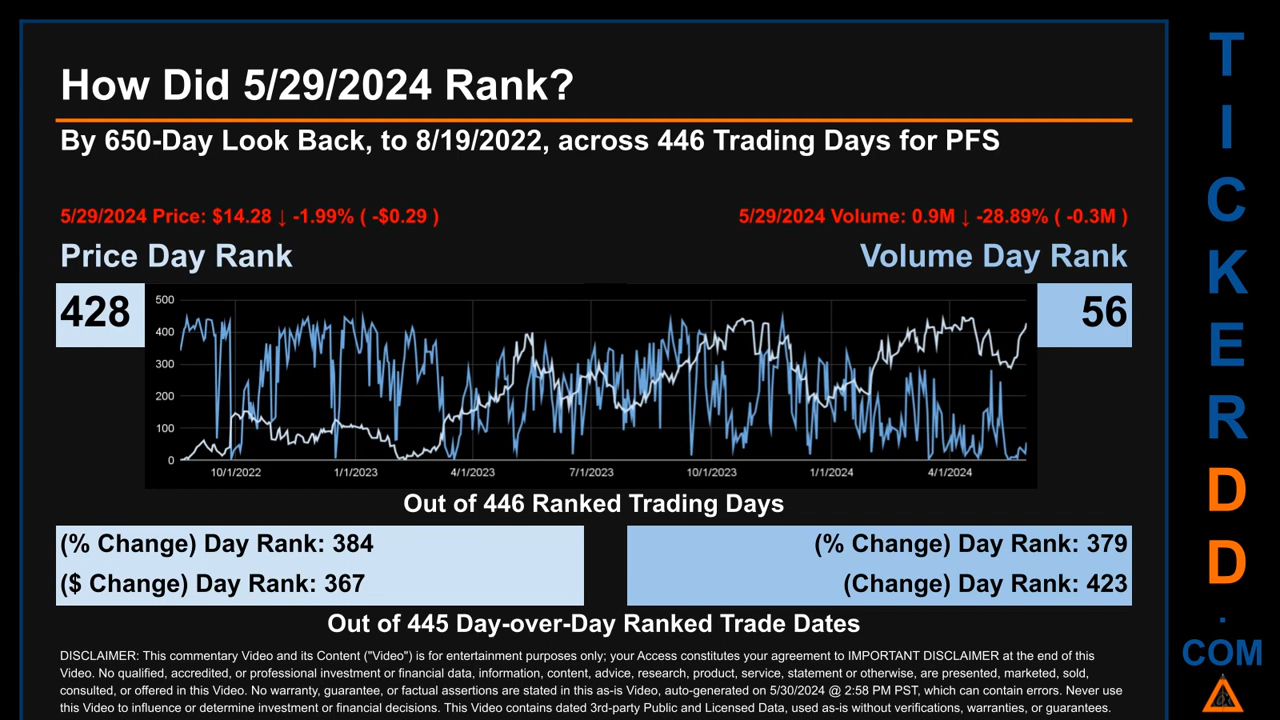 How Did 5/29/2024 Rank?
By 650-Day Look Back, to 8/19/2022, across 446 Trading Days for PFS
5/29/2024 Price: $14.28 ↓ -1.99% ( -$0.29 )
5/29/2024 Volume: 0.9M ↓ -28.89% ( -0.3M )
Price Day Rank
Volume Day Rank
428
56
500
400
300
200
100
0
10/1/2022
1/1/2023
4/1/2023
7/1/2023
10/1/2023
1/1/2024
4/1/2024
Out of 446 Ranked Trading Days
(% Change) Day Rank: 384
($ Change) Day Rank: 367
(% Change) Day Rank: 379
(Change) Day Rank: 423
Out of 445 Day-over-Day Ranked Trade Dates
DISCLAIMER: This commentary Video and its Content ("Video") is for entertainment purposes only; your Access constitutes your agreement to IMPORTANT DISCLAIMER at the end of this
Video. No qualified, accredited, or professional investment or financial data, information, content, advice, research, product, service, statement or otherwise, are presented, marketed, sold,
consulted, or offered in this Video. No warranty, guarantee, or factual assertions are stated in this as-is Video, auto-generated on 5/30/2024 @ 2:58 PM PST, which can contain errors. Never use
this Video to influence or determine investment or financial decisions. This Video contains dated 3rd-party Public and Licensed Data, used as-is without verifications, warranties, or guarantees.
T
I
C
K
E
R
D
D
.
COM